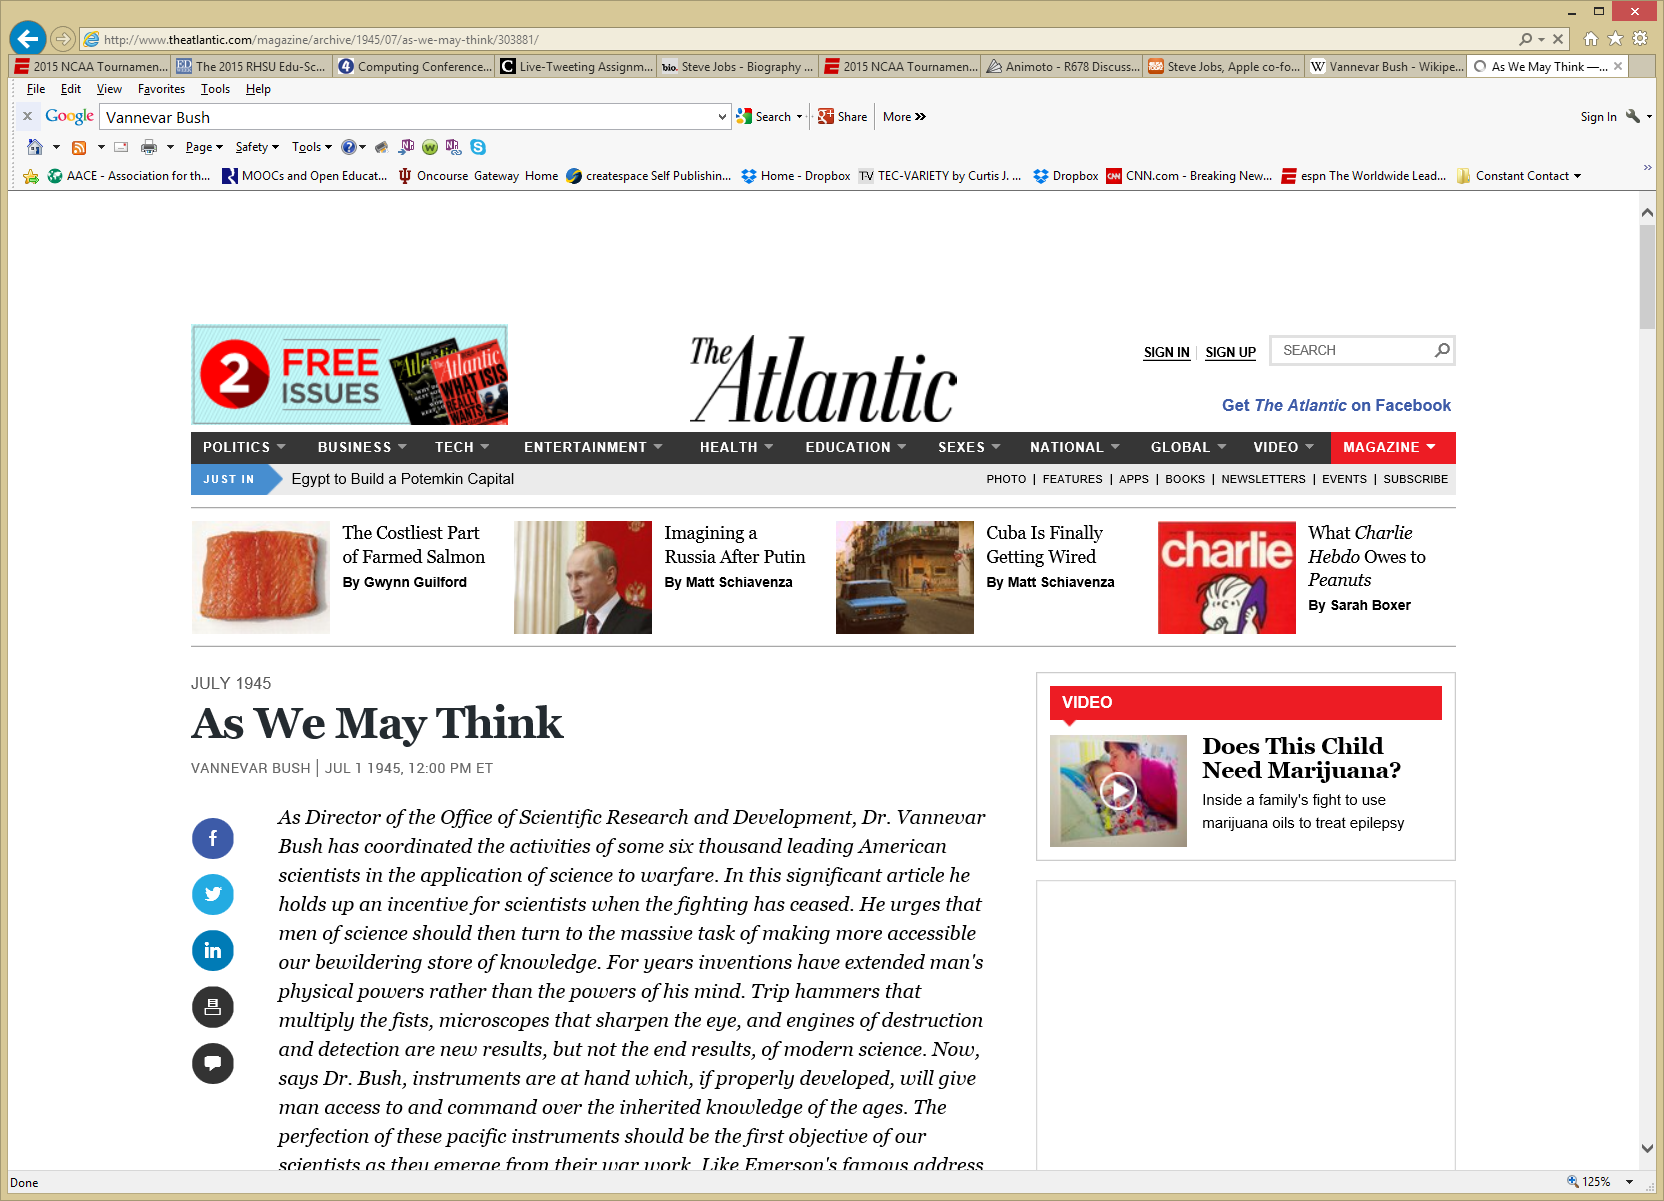 http://www.theatlantic.com/magazine/archive/1945/07/as-we-may-think/303881/
2015 NCAA Tournamen...
The 2015 RHSU Edu-Sc...
Computing Conference...
Live-Tweeting Assignm...
bio. Steve Jobs - Biography ...
2015 NCAA Tournamen...
Animoto - R678 Discuss...
Steve Jobs, Apple co-fo...
W Vannevar Bush - Wikipe...
As We May Think —...
File Edit View Favorites Tools Help
x Google Vannevar Bush Search Share More » Sign In
Page Safety Tools
AACE - Association for th... MOOCs and Open Educat... Oncourse Gateway Home createspace Self Publishin... Home - Dropbox TV TEC-VARIETY by Curtis J. ... Dropbox CNN CNN.com - Breaking New... espn The Worldwide Lead... Constant Contact
2 FREE ISSUES
The Atlantic
SIGN IN | SIGN UP SEARCH
Get The Atlantic on Facebook
POLITICS BUSINESS TECH ENTERTAINMENT HEALTH EDUCATION SEXES NATIONAL GLOBAL VIDEO MAGAZINE
JUST IN Egypt to Build a Potemkin Capital
PHOTO | FEATURES | APPS | BOOKS | NEWSLETTERS | EVENTS | SUBSCRIBE
The Costliest Part
of Farmed Salmon
By Gwynn Guilford
Imagining a
Russia After Putin
By Matt Schiavenza
Cuba Is Finally
Getting Wired
By Matt Schiavenza
charlie
What Charlie
Hebdo Owes to
Peanuts
By Sarah Boxer
JULY 1945
As We May Think
VANNEVAR BUSH | JUL 1 1945, 12:00 PM ET
As Director of the Office of Scientific Research and Development, Dr. Vannevar
Bush has coordinated the activities of some six thousand leading American
scientists in the application of science to warfare. In this significant article he
holds up an incentive for scientists when the fighting has ceased. He urges that
men of science should then turn to the massive task of making more accessible
our bewildering store of knowledge. For years inventions have extended man's
physical powers rather than the powers of his mind. Trip hammers that
multiply the fists, microscopes that sharpen the eye, and engines of destruction
and detection are new results, but not the end results, of modern science. Now,
says Dr. Bush, instruments are at hand which, if properly developed, will give
man access to and command over the inherited knowledge of the ages. The
perfection of these pacific instruments should be the first objective of our
scientists as they emerge from their war work. Like Emerson's famous address
VIDEO
Does This Child
Need Marijuana?
Inside a family's fight to use
marijuana oils to treat epilepsy
Done
125%